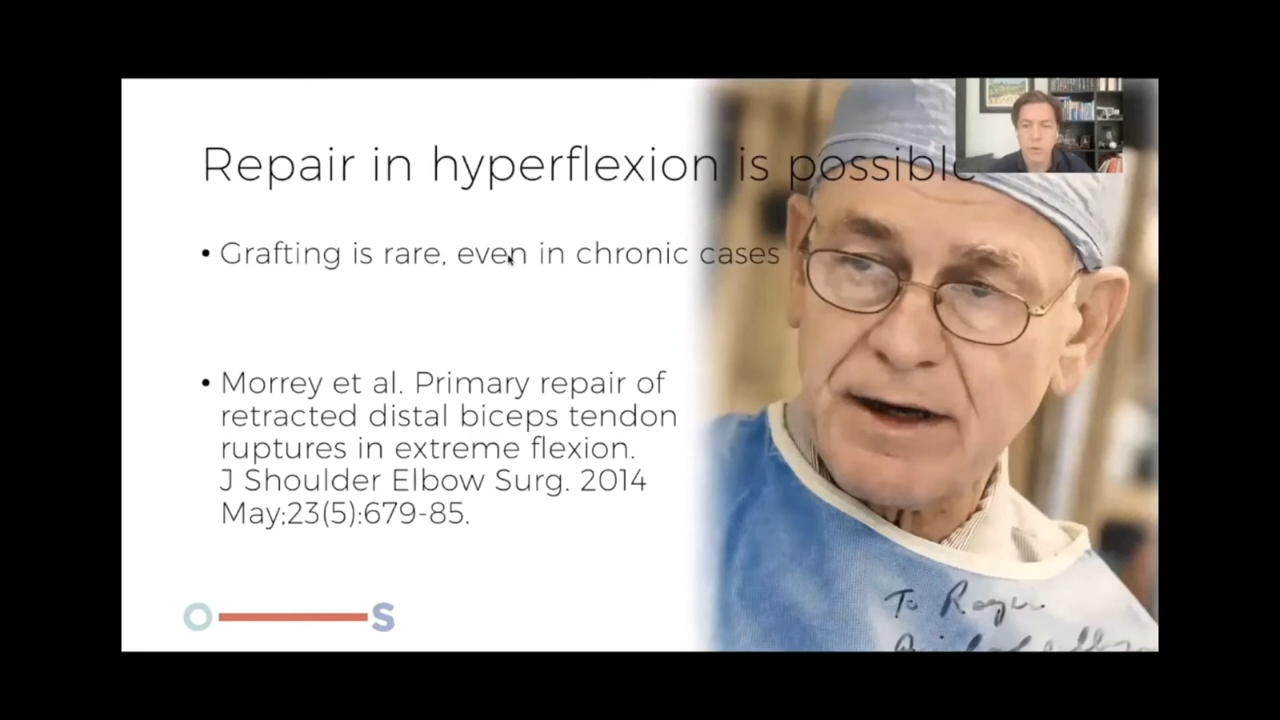 Repair in hyperflexion is possible
• Grafting is rare, even in chronic cases
• Morrey et al. Primary repair of
retracted distal biceps tendon
ruptures in extreme flexion.
J Shoulder Elbow Surg. 2014
May;23(5):679-85.
To Roger
O S